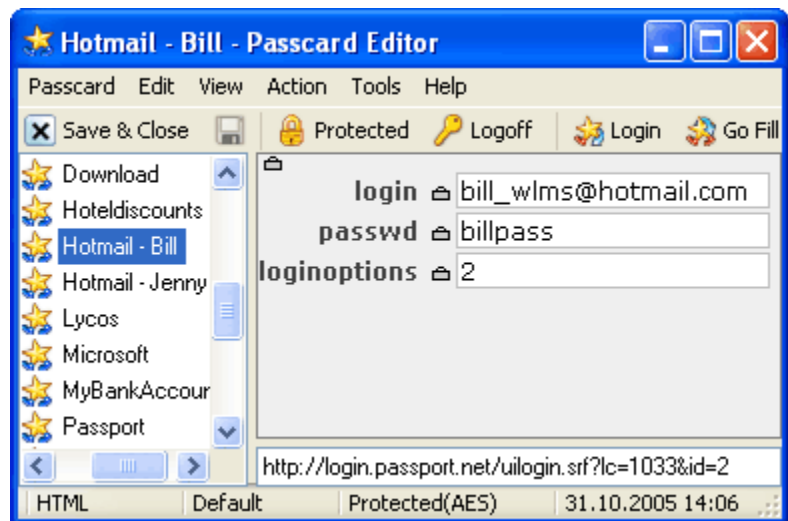 Hotmail - Bill - Passcard Editor
Passcard Edit View Action Tools Help
Save & Close Protected Logoff Login Go Fill
Download
Hoteldiscounts
Hotmail - Bill
Hotmail - Jenny
Lycos
Microsoft
MyBankAccour
Passport
login bill_wlms@hotmail.com
passwd billpass
loginoptions 2
http://login.passport.net/uilogin.srf?lc=1033&id=2
HTML Default Protected(AES) 31.10.2005 14:06